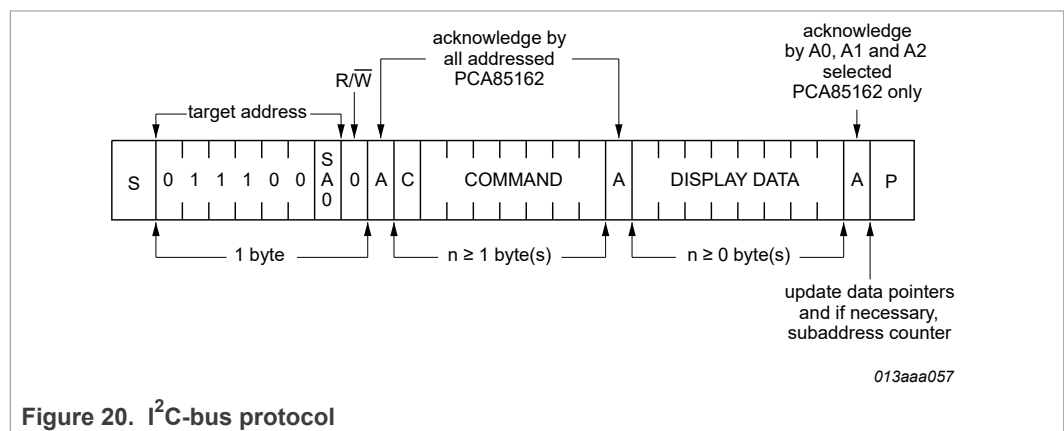 acknowledge by
all addressed
PCA85162
acknowledge
by A0, A1 and A2
selected
PCA85162 only
R/W̅
target address
S 0 1 1 1 0 0 SA0 0 A C COMMAND A DISPLAY DATA A P
1 byte
n ≥ 1 byte(s)
n ≥ 0 byte(s)
update data pointers
and if necessary,
subaddress counter
013aaa057
Figure 20. I²C-bus protocol